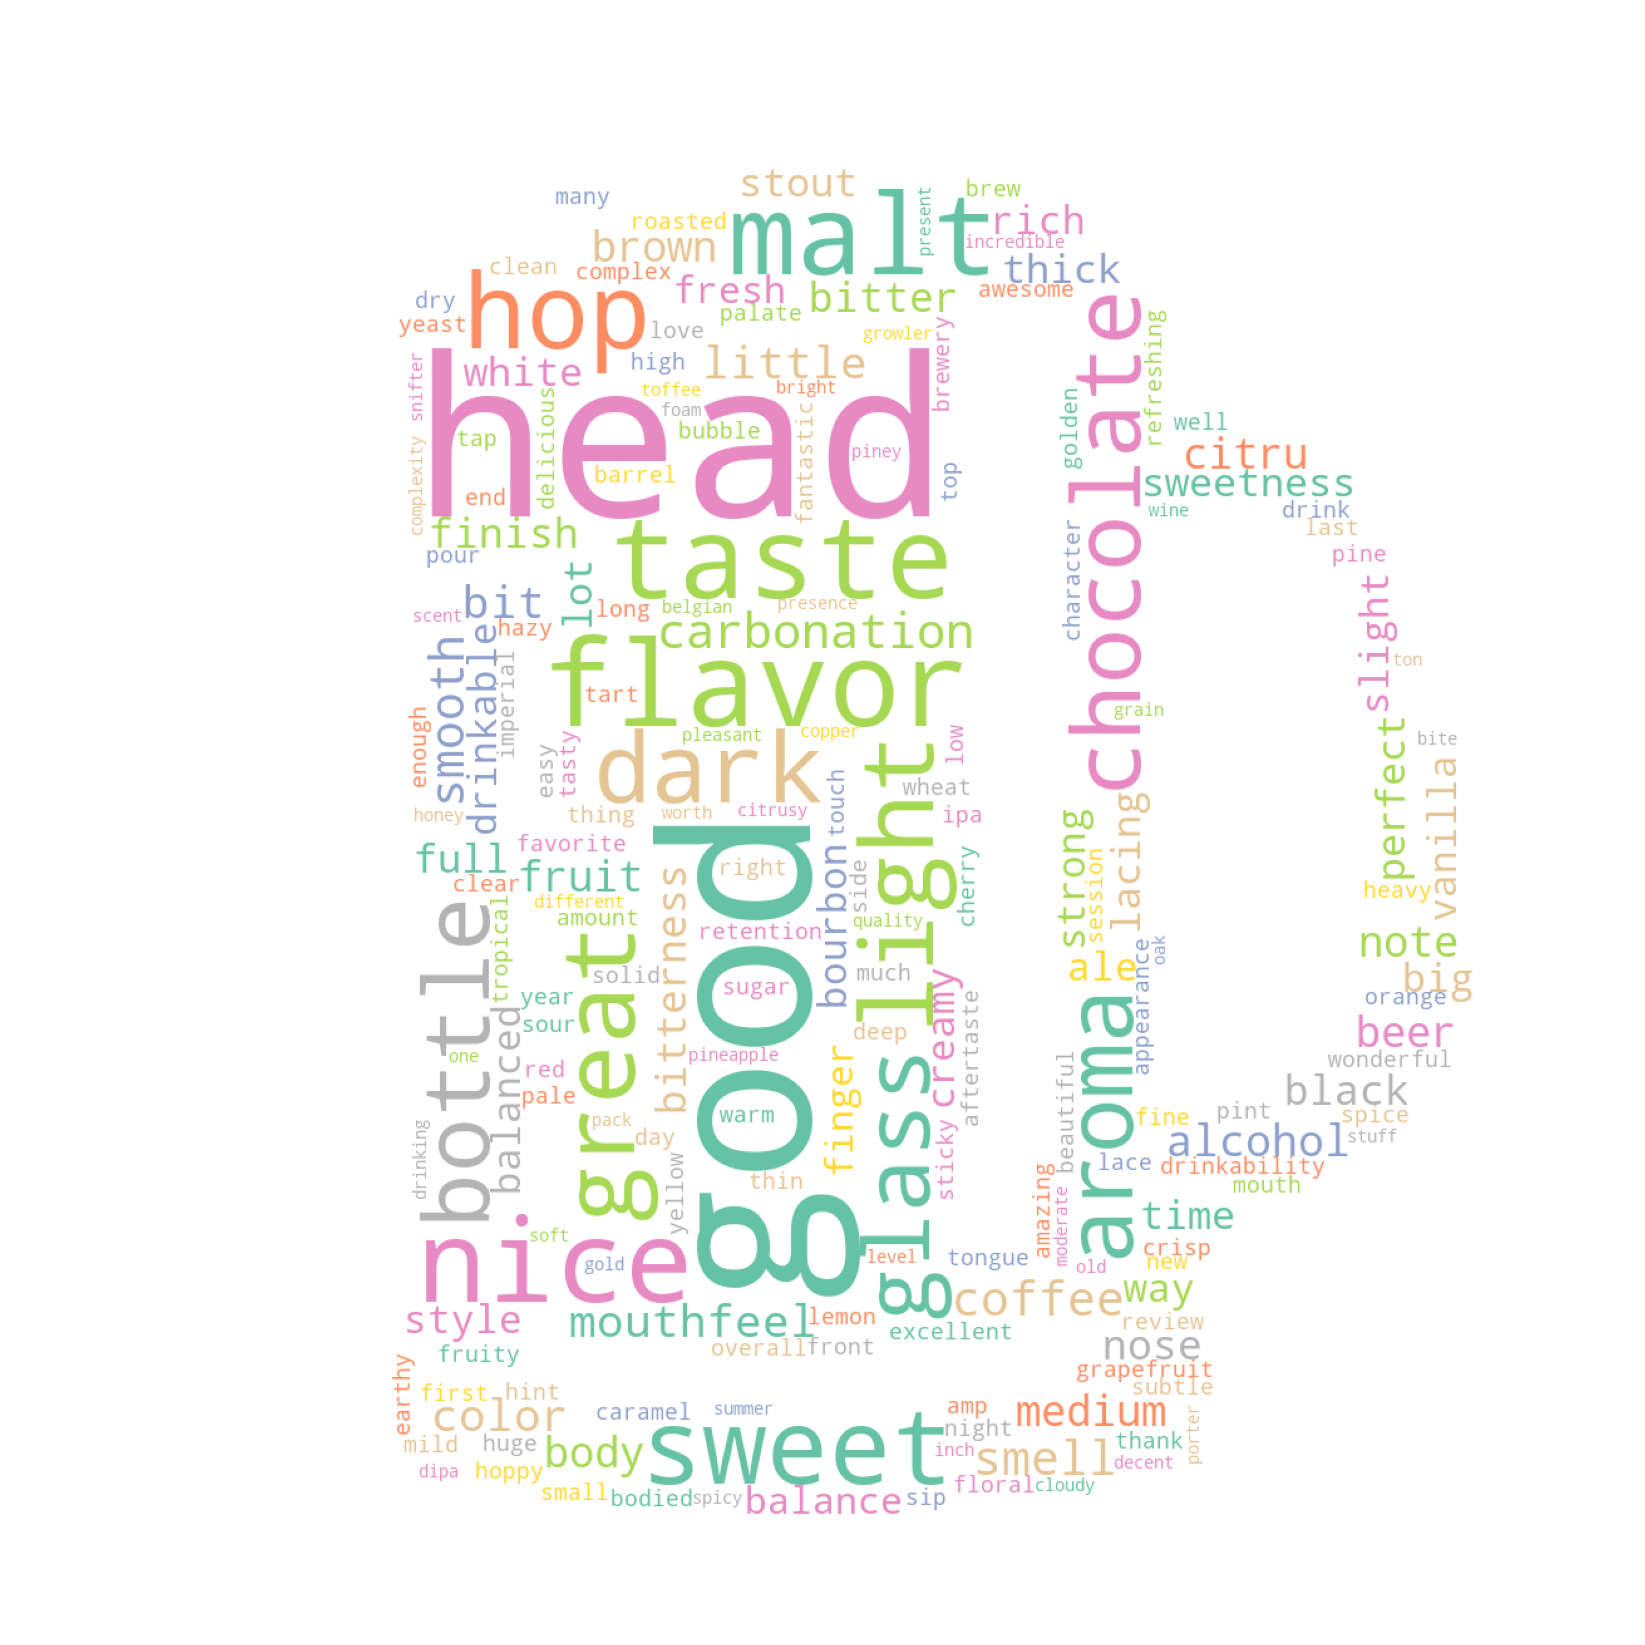 stout
many
brew
malt
present
roasted
rich
brown
incredible
clean
complex
thick
hop
fresh
bitter
awesome
dry
palate
yeast
love
growler
chocolate
refreshing
brewery
little
high
white
snifter
head
toffee
bright
foam
delicious
bubble
fantastic
tap
piney
golden
well
citru
barrel
top
sweetness
complexity
end
wine
drink
last
finish
taste
character
pour
pine
lot
bit
long
belgian
presence
slight
scent
hazy
carbonation
smooth
drinkable
imperial
flavor
ton
tart
grain
enough
pleasant
copper
low
perfect
bite
easy
tasty
dark
light
vanilla
wheat
touch
honey
thing
worth
citrusy
ipa
strong
lacing
favorite
good
full
fruit
right
bourbon
side
cherry
session
clear
heavy
different
amount
quality
bottle
tropical
great
bitterness
retention
note
solid
much
ale
appearance
oak
big
year
sugar
creamy
orange
sour
deep
aftertaste
aroma
beer
balanced
one
pineapple
glass
wonderful
red
finger
beautiful
black
pale
warm
fine
pint
spice
drinking
pack
day
sticky
alcohol
stuff
lace
drinkability
yellow
thin
amazing
moderate
mouth
nice
time
soft
level
tongue
crisp
gold
old
new
coffee
way
style
mouthfeel
lemon
excellent
review
fruity
overall
front
nose
earthy
grapefruit
first
hint
subtle
color
caramel
summer
amp
medium
mild
huge
body
sweet
night
thank
porter
dipa
hoppy
inch
smell
decent
small
bodied
spicy
balance
sip
floral
cloudy